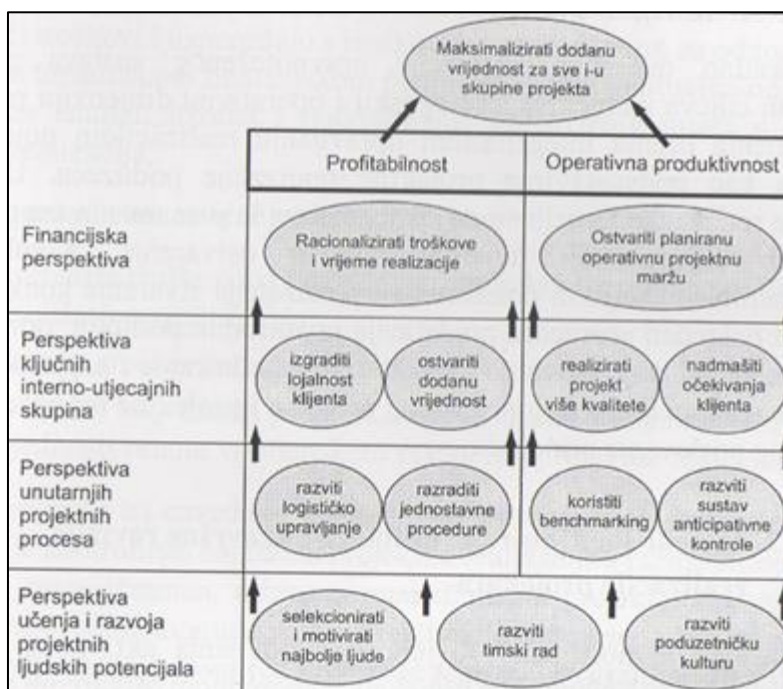 Maksimalizirati dodanu
vrijednost za sve i-u
skupine projekta
Profitabilnost
Operativna produktivnost
Financijska
perspektiva
Racionalizirati troškove
i vrijeme realizacije
Ostvariti planiranu
operativnu projektnu
maržu
Perspektiva
ključnih
interno-utjecajnih
skupina
izgraditi
lojalnost
klijenta
ostvariti
dodanu
vrijednost
realizirati
projekt
više kvalitete
nadmašiti
očekivanja
klijenta
Perspektiva
unutarnjih
projektnih
procesa
razviti
logističko
upravljanje
razraditi
jednostavne
procedure
koristiti
benchmarking
razviti
sustav
anticipativne
kontrole
Perspektiva
učenja i razvoja
projektnih
ljudskih potencijala
selekcionirati
i motivirati
najbolje ljude
razviti
timski rad
razviti
poduzetničku
kulturu